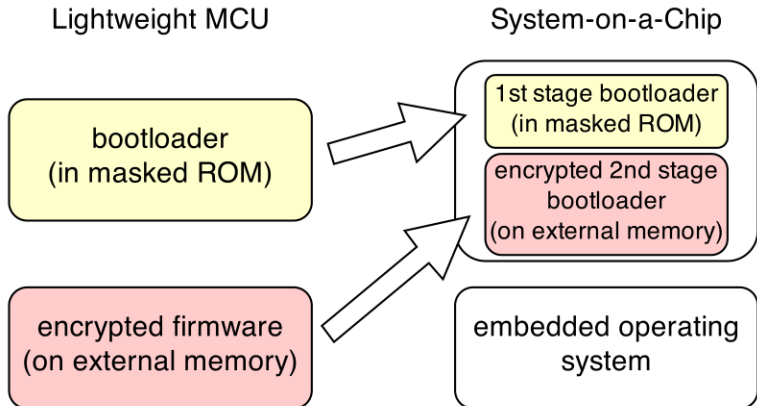 Lightweight MCU
System-on-a-Chip
bootloader
(in masked ROM)
1st stage bootloader
(in masked ROM)
encrypted 2nd stage
bootloader
(on external memory)
encrypted firmware
(on external memory)
embedded operating
system